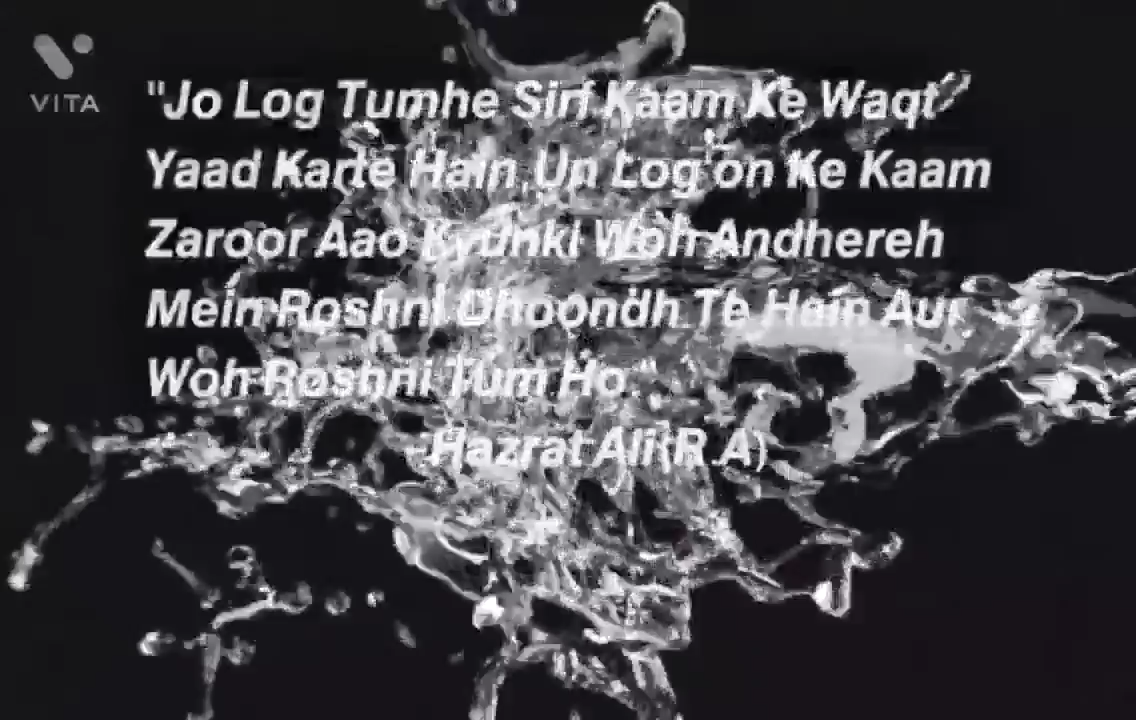 VITA
"Jo Log Tumhe Sirf Kaam Ke Waqt
Yaad Karte Hain Un Log on Ke Kaam
Zaroor Aao Kyunki Woh Andhereh
Mein Roshni Dhoondh Te Hain Aur
Woh Roshni Tum Ho."
-Hazrat Ali(R.A)